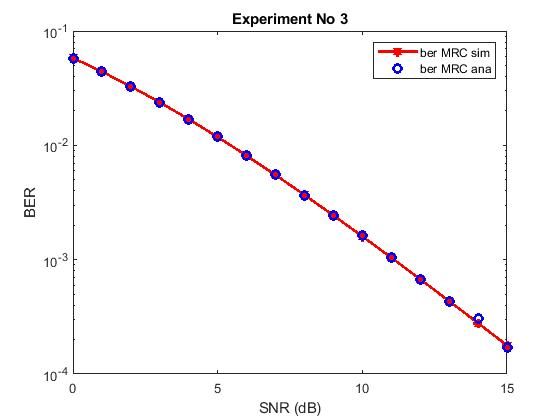 Experiment No 3
ber MRC sim
ber MRC ana
10^-1
10^-2
10^-3
10^-4
BER
0 5 10 15
SNR (dB)